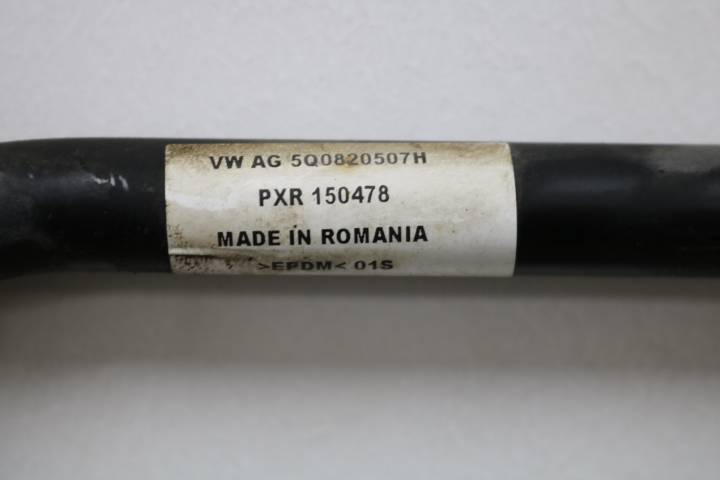 VW AG 5Q0820507H
PXR 150478
MADE IN ROMANIA
>EPDM< 01S